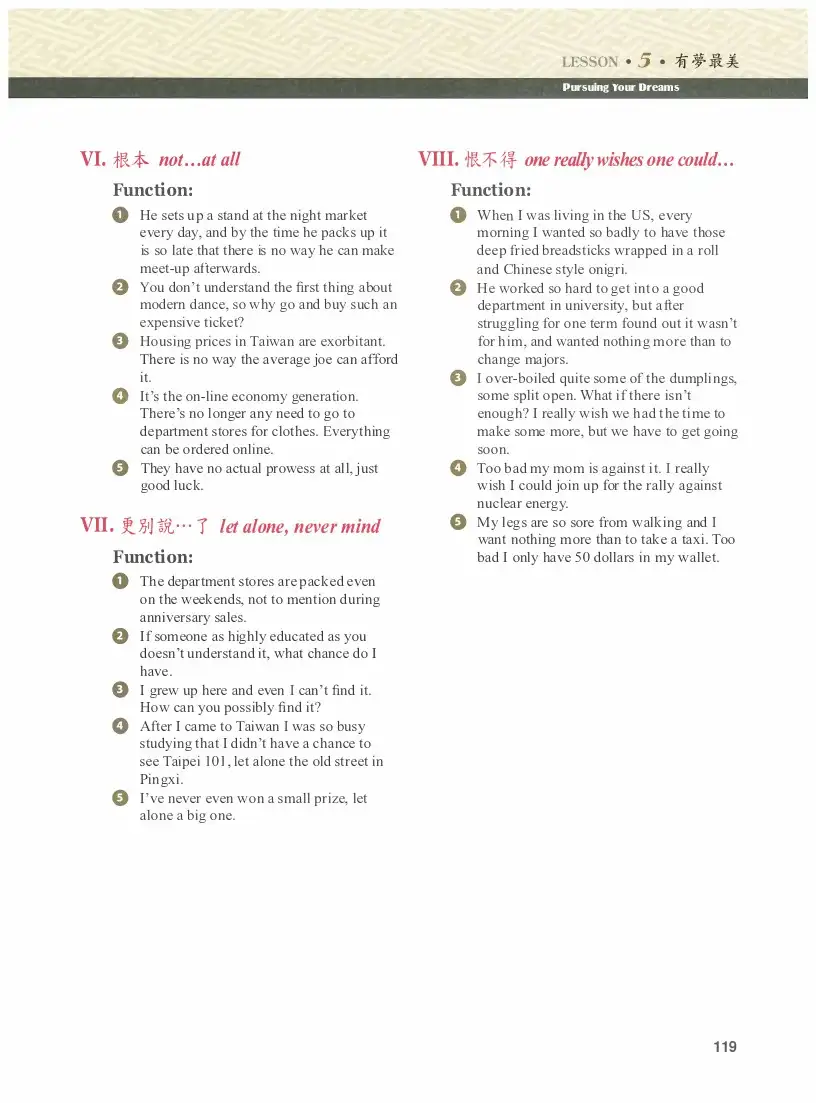 LESSON • 5 • 有夢最美
Pursuing Your Dreams
VI. 根本 not…at all
Function:
1 He sets up a stand at the night market
every day, and by the time he packs up it
is so late that there is no way he can make
meet-up afterwards.
2 You don’t understand the first thing about
modern dance, so why go and buy such an
expensive ticket?
3 Housing prices in Taiwan are exorbitant.
There is no way the average joe can afford
it.
4 It’s the on-line economy generation.
There’s no longer any need to go to
department stores for clothes. Everything
can be ordered online.
5 They have no actual prowess at all, just
good luck.
VII. 更別說…了 let alone, never mind
Function:
1 The department stores are packed even
on the weekends, not to mention during
anniversary sales.
2 If someone as highly educated as you
doesn’t understand it, what chance do I
have.
3 I grew up here and even I can’t find it.
How can you possibly find it?
4 After I came to Taiwan I was so busy
studying that I didn’t have a chance to
see Taipei 101, let alone the old street in
Pingxi.
5 I’ve never even won a small prize, let
alone a big one.
VIII. 恨不得 one really wishes one could…
Function:
1 When I was living in the US, every
morning I wanted so badly to have those
deep fried breadsticks wrapped in a roll
and Chinese style onigri.
2 He worked so hard to get into a good
department in university, but after
struggling for one term found out it wasn’t
for him, and wanted nothing more than to
change majors.
3 I over-boiled quite some of the dumplings,
some split open. What if there isn’t
enough? I really wish we had the time to
make some more, but we have to get going
soon.
4 Too bad my mom is against it. I really
wish I could join up for the rally against
nuclear energy.
5 My legs are so sore from walking and I
want nothing more than to take a taxi. Too
bad I only have 50 dollars in my wallet.
119